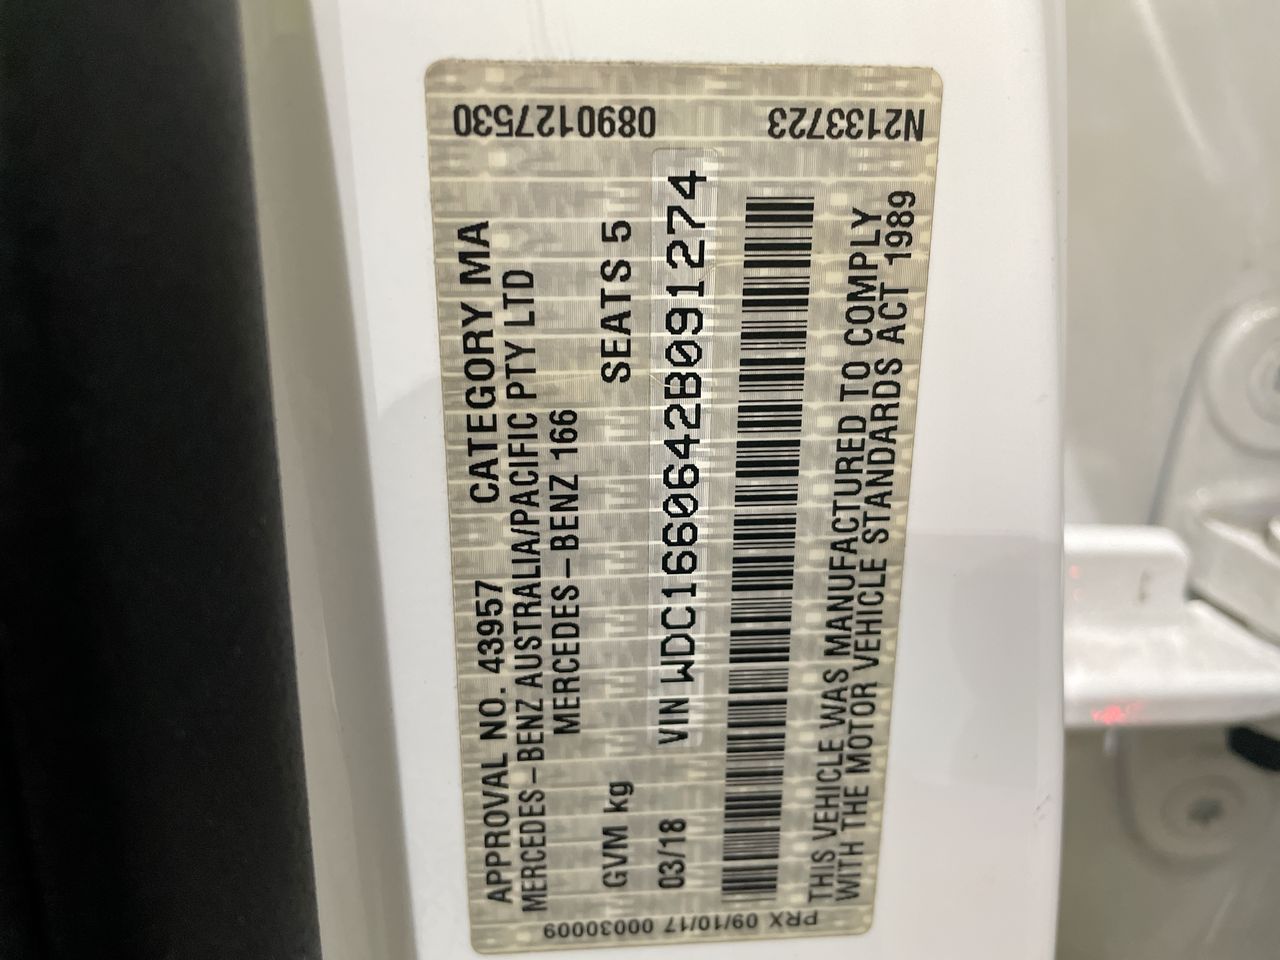 APPROVAL NO. 43957 CATEGORY MA
MERCEDES-BENZ AUSTRALIA/PACIFIC PTY LTD
MERCEDES-BENZ 166
GVM kg SEATS 5
03/18 VIN WDC1660642B091274
THIS VEHICLE WAS MANUFACTURED TO COMPLY
WITH THE MOTOR VEHICLE STANDARDS ACT 1989
0890127530 N2133723
PRX 09/10/17 00030009